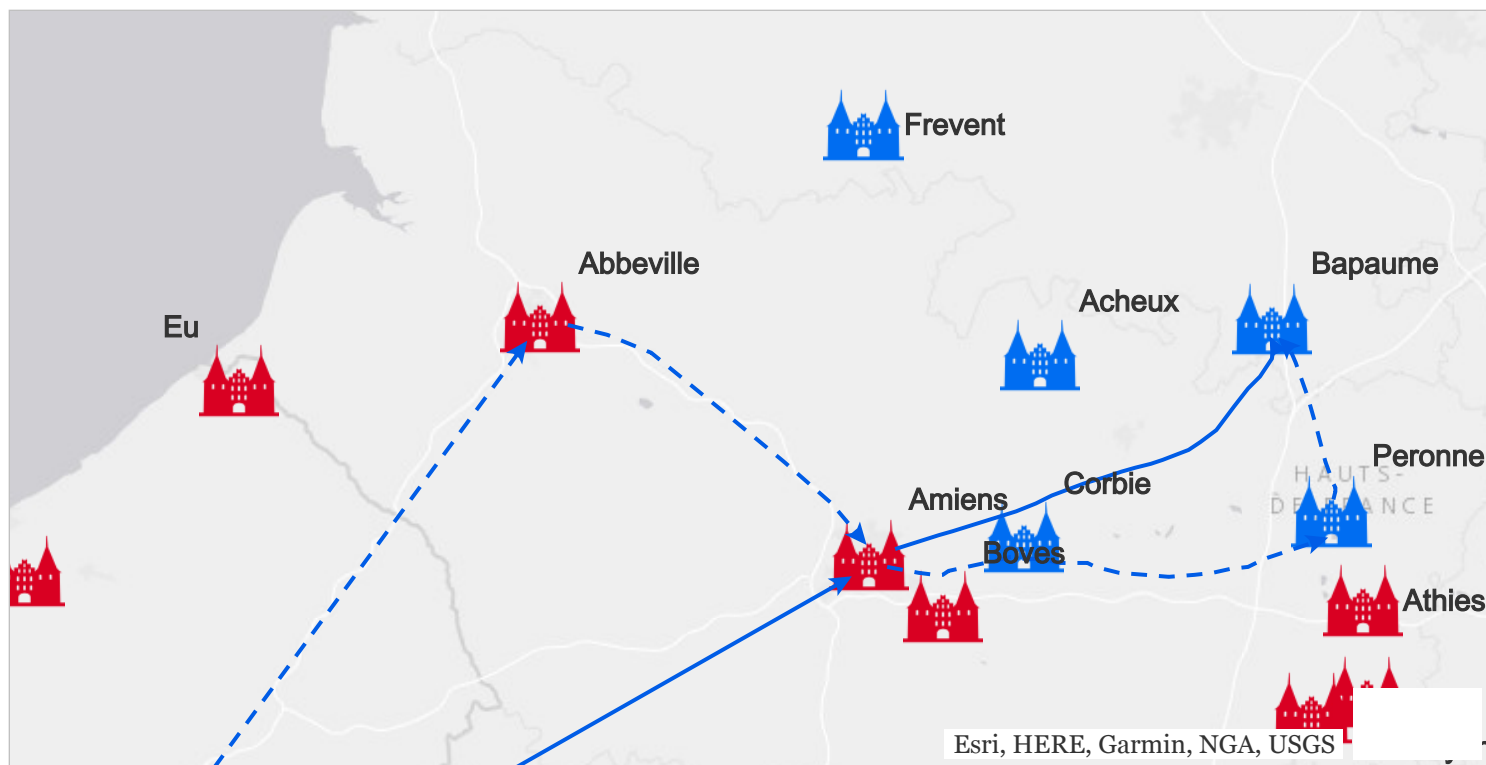 Frevent
Abbeville
Bapaume
Acheux
Eu
Peronne
HAUTS-
DE-FRANCE
Corbie
Amiens
Boves
Athies
Esri, HERE, Garmin, NGA, USGS